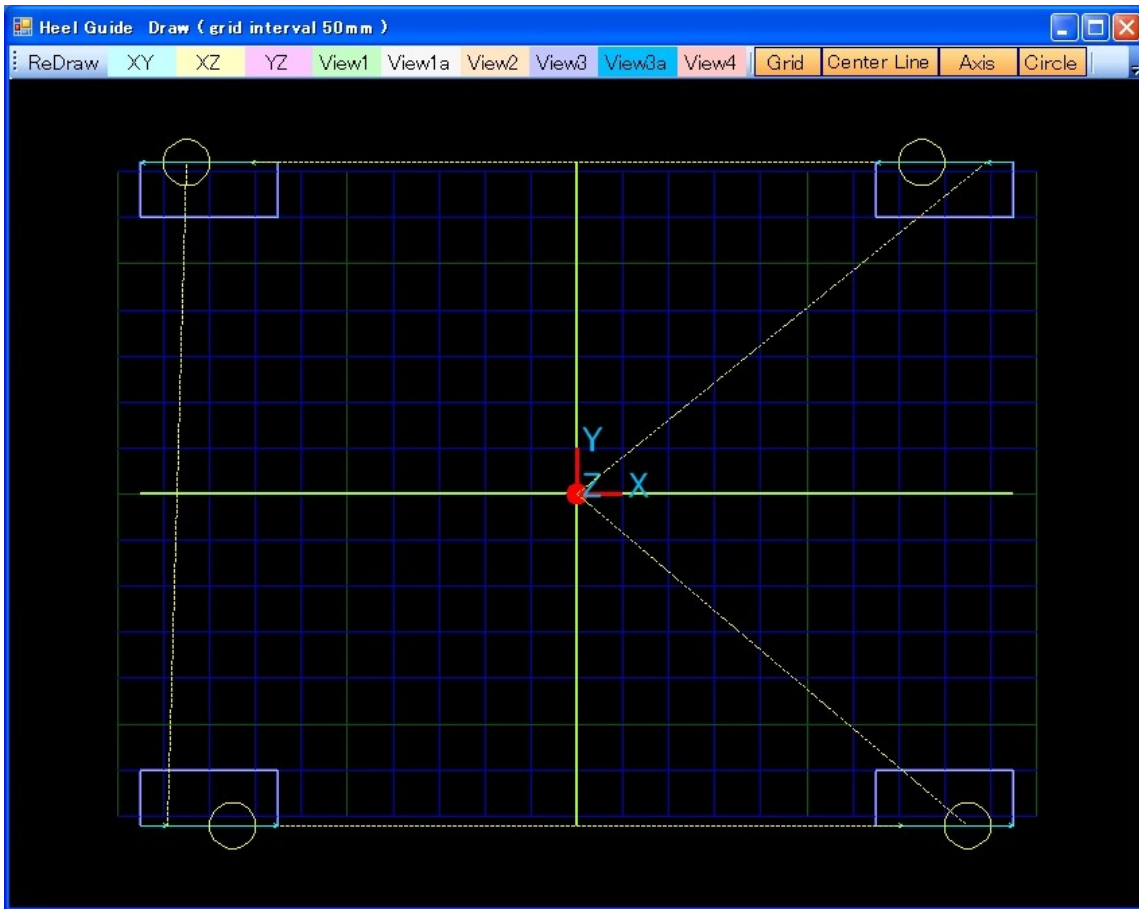 Heel Guide Draw ( grid interval 50mm )
ReDraw XY XZ YZ View1 View1a View2 View3 View3a View4 Grid Center Line Axis Circle
Y
Z X